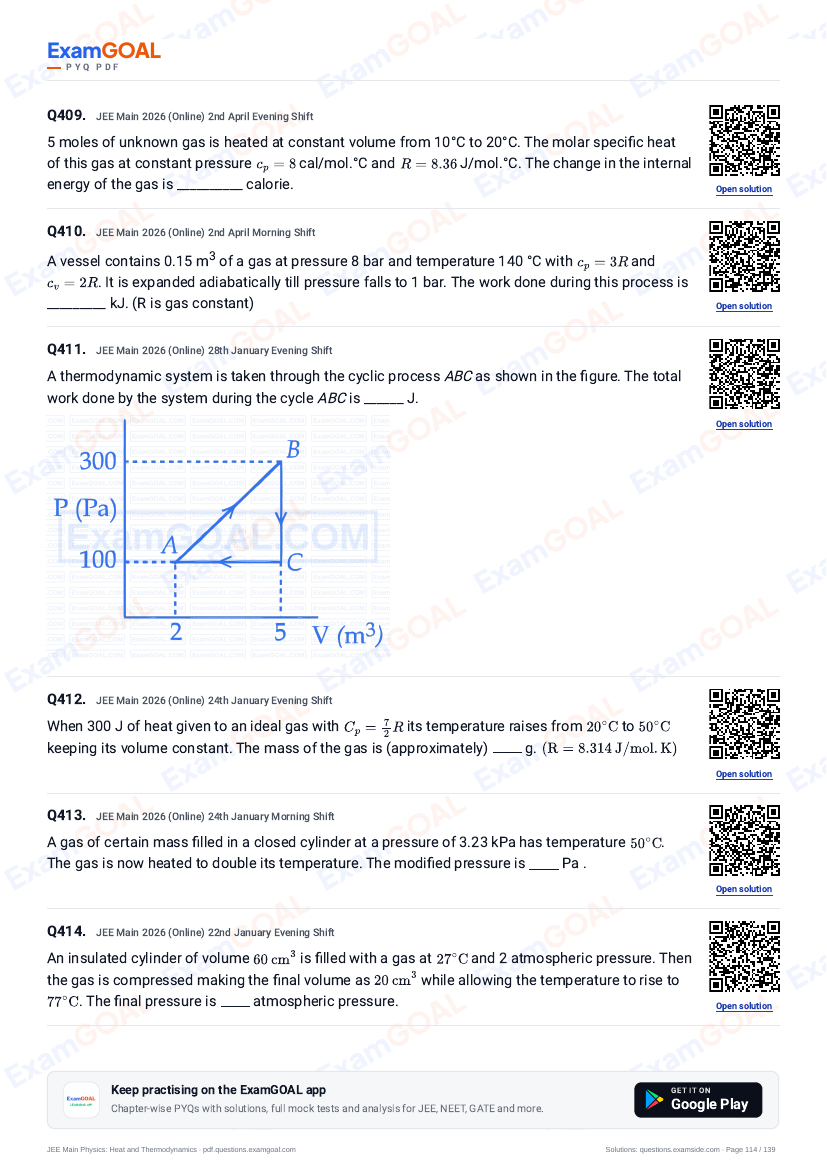 ExamGOAL
PYQ PDF
Q409. JEE Main 2026 (Online) 2nd April Evening Shift
5 moles of unknown gas is heated at constant volume from 10°C to 20°C. The molar specific heat
of this gas at constant pressure $c_p = 8$ cal/mol.°C and $R = 8.36$ J/mol.°C. The change in the internal
energy of the gas is __________ calorie.
Open solution
Q410. JEE Main 2026 (Online) 2nd April Morning Shift
A vessel contains 0.15 m³ of a gas at pressure 8 bar and temperature 140 °C with $c_p = 3R$ and
$c_v = 2R$. It is expanded adiabatically till pressure falls to 1 bar. The work done during this process is
_________ kJ. (R is gas constant)
Open solution
Q411. JEE Main 2026 (Online) 28th January Evening Shift
A thermodynamic system is taken through the cyclic process ABC as shown in the figure. The total
work done by the system during the cycle ABC is ______ J.
Open solution
B
300
P (Pa)
ExamGOAL.COM
A
100
C
2 5 V (m³)
Q412. JEE Main 2026 (Online) 24th January Evening Shift
When 300 J of heat given to an ideal gas with $C_p = \frac{7}{2}R$ its temperature raises from 20°C to 50°C
keeping its volume constant. The mass of the gas is (approximately) ____ g. (R = 8.314 J/mol. K)
Open solution
Q413. JEE Main 2026 (Online) 24th January Morning Shift
A gas of certain mass filled in a closed cylinder at a pressure of 3.23 kPa has temperature 50°C.
The gas is now heated to double its temperature. The modified pressure is ____ Pa .
Open solution
Q414. JEE Main 2026 (Online) 22nd January Evening Shift
An insulated cylinder of volume 60 cm³ is filled with a gas at 27°C and 2 atmospheric pressure. Then
the gas is compressed making the final volume as 20 cm³ while allowing the temperature to rise to
77°C. The final pressure is ____ atmospheric pressure.
Open solution
Keep practising on the ExamGOAL app
Chapter-wise PYQs with solutions, full mock tests and analysis for JEE, NEET, GATE and more.
GET IT ON
Google Play
JEE Main Physics: Heat and Thermodynamics · pdf.questions.examgoal.com
Solutions: questions.examside.com · Page 114 / 139